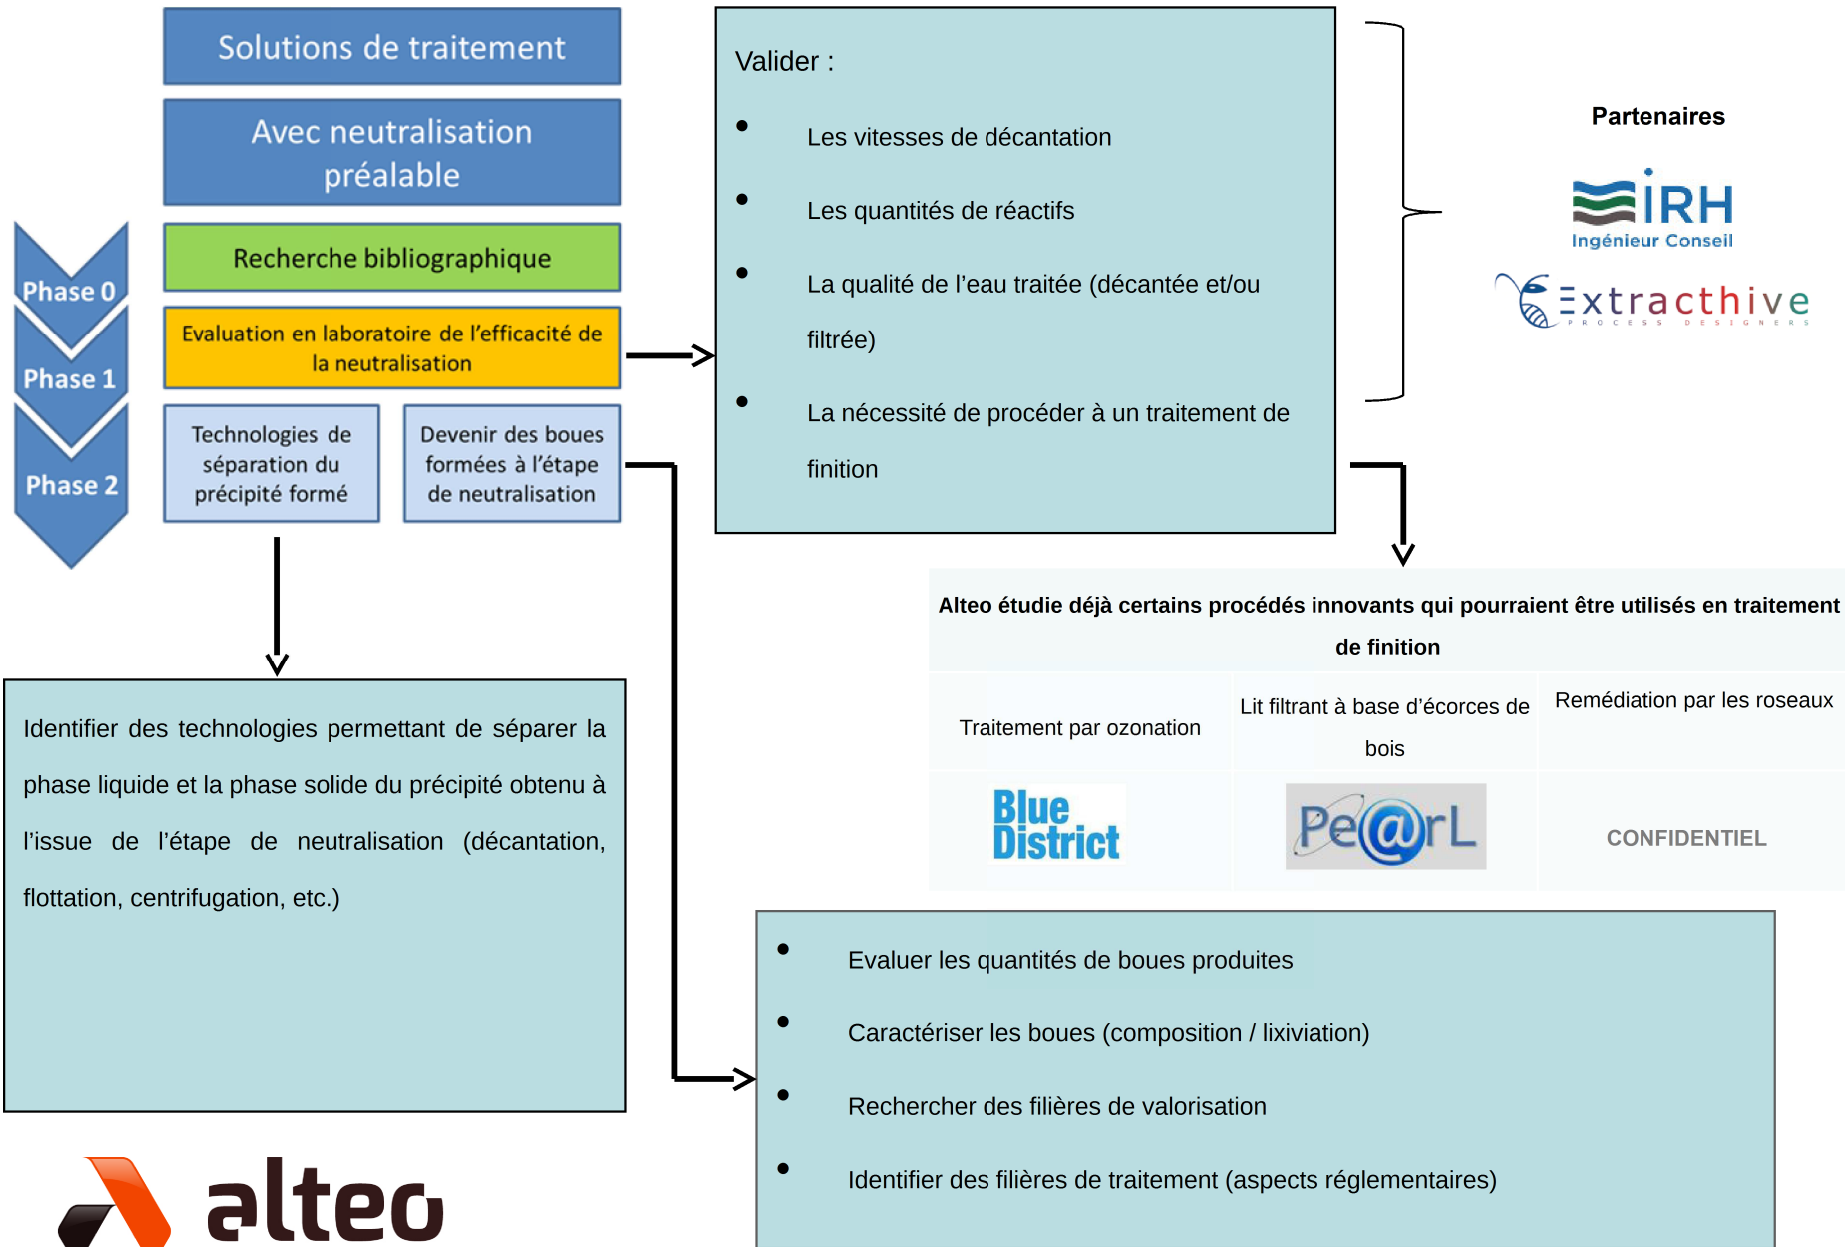 Solutions de traitement
Avec neutralisation
préalable
Phase 0
Recherche bibliographique
Phase 1
Evaluation en laboratoire de l'efficacité de
la neutralisation
Phase 2
Technologies de
séparation du
précipité formé
Devenir des boues
formées à l'étape
de neutralisation
Valider :
• Les vitesses de décantation
• Les quantités de réactifs
• La qualité de l'eau traitée (décantée et/ou
filtrée)
• La nécessité de procéder à un traitement de
finition
Partenaires
iRH
Ingénieur Conseil
Extracthive
PROCESS DESIGNERS
Alteo étudie déjà certains procédés innovants qui pourraient être utilisés en traitement
de finition
Traitement par ozonation
Lit filtrant à base d'écorces de
bois
Remédiation par les roseaux
Blue
District
Pe@rL
CONFIDENTIEL
Identifier des technologies permettant de séparer la
phase liquide et la phase solide du précipité obtenu à
l'issue de l'étape de neutralisation (décantation,
flottation, centrifugation, etc.)
• Evaluer les quantités de boues produites
• Caractériser les boues (composition / lixiviation)
• Rechercher des filières de valorisation
• Identifier des filières de traitement (aspects réglementaires)
alteo